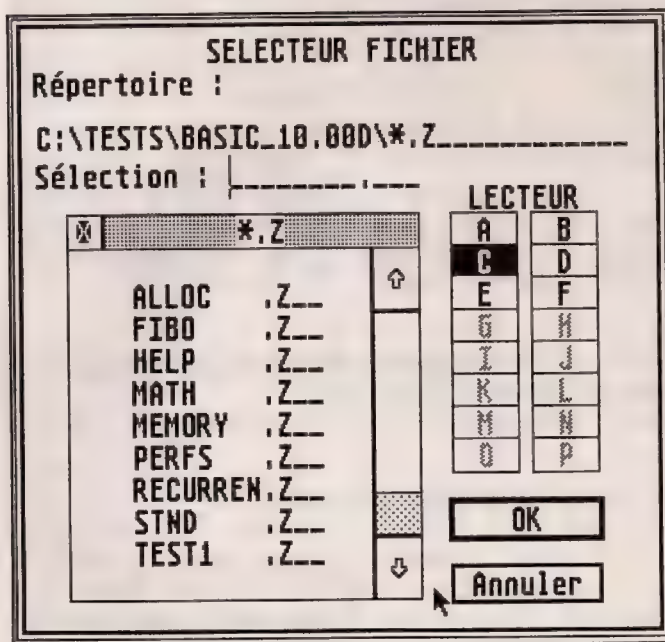 SELECTEUR FICHIER
Répertoire :
C:\TESTS\BASIC_10.00D\*.Z_____________
Sélection : ________.___
*.Z
ALLOC   .Z__
FIBO    .Z__
HELP    .Z__
MATH    .Z__
MEMORY  .Z__
PERFS   .Z__
RECURREN.Z__
STND    .Z__
TEST1   .Z__
LECTEUR
A B
C D
E F
G H
I J
K L
M N
O P
OK
Annuler